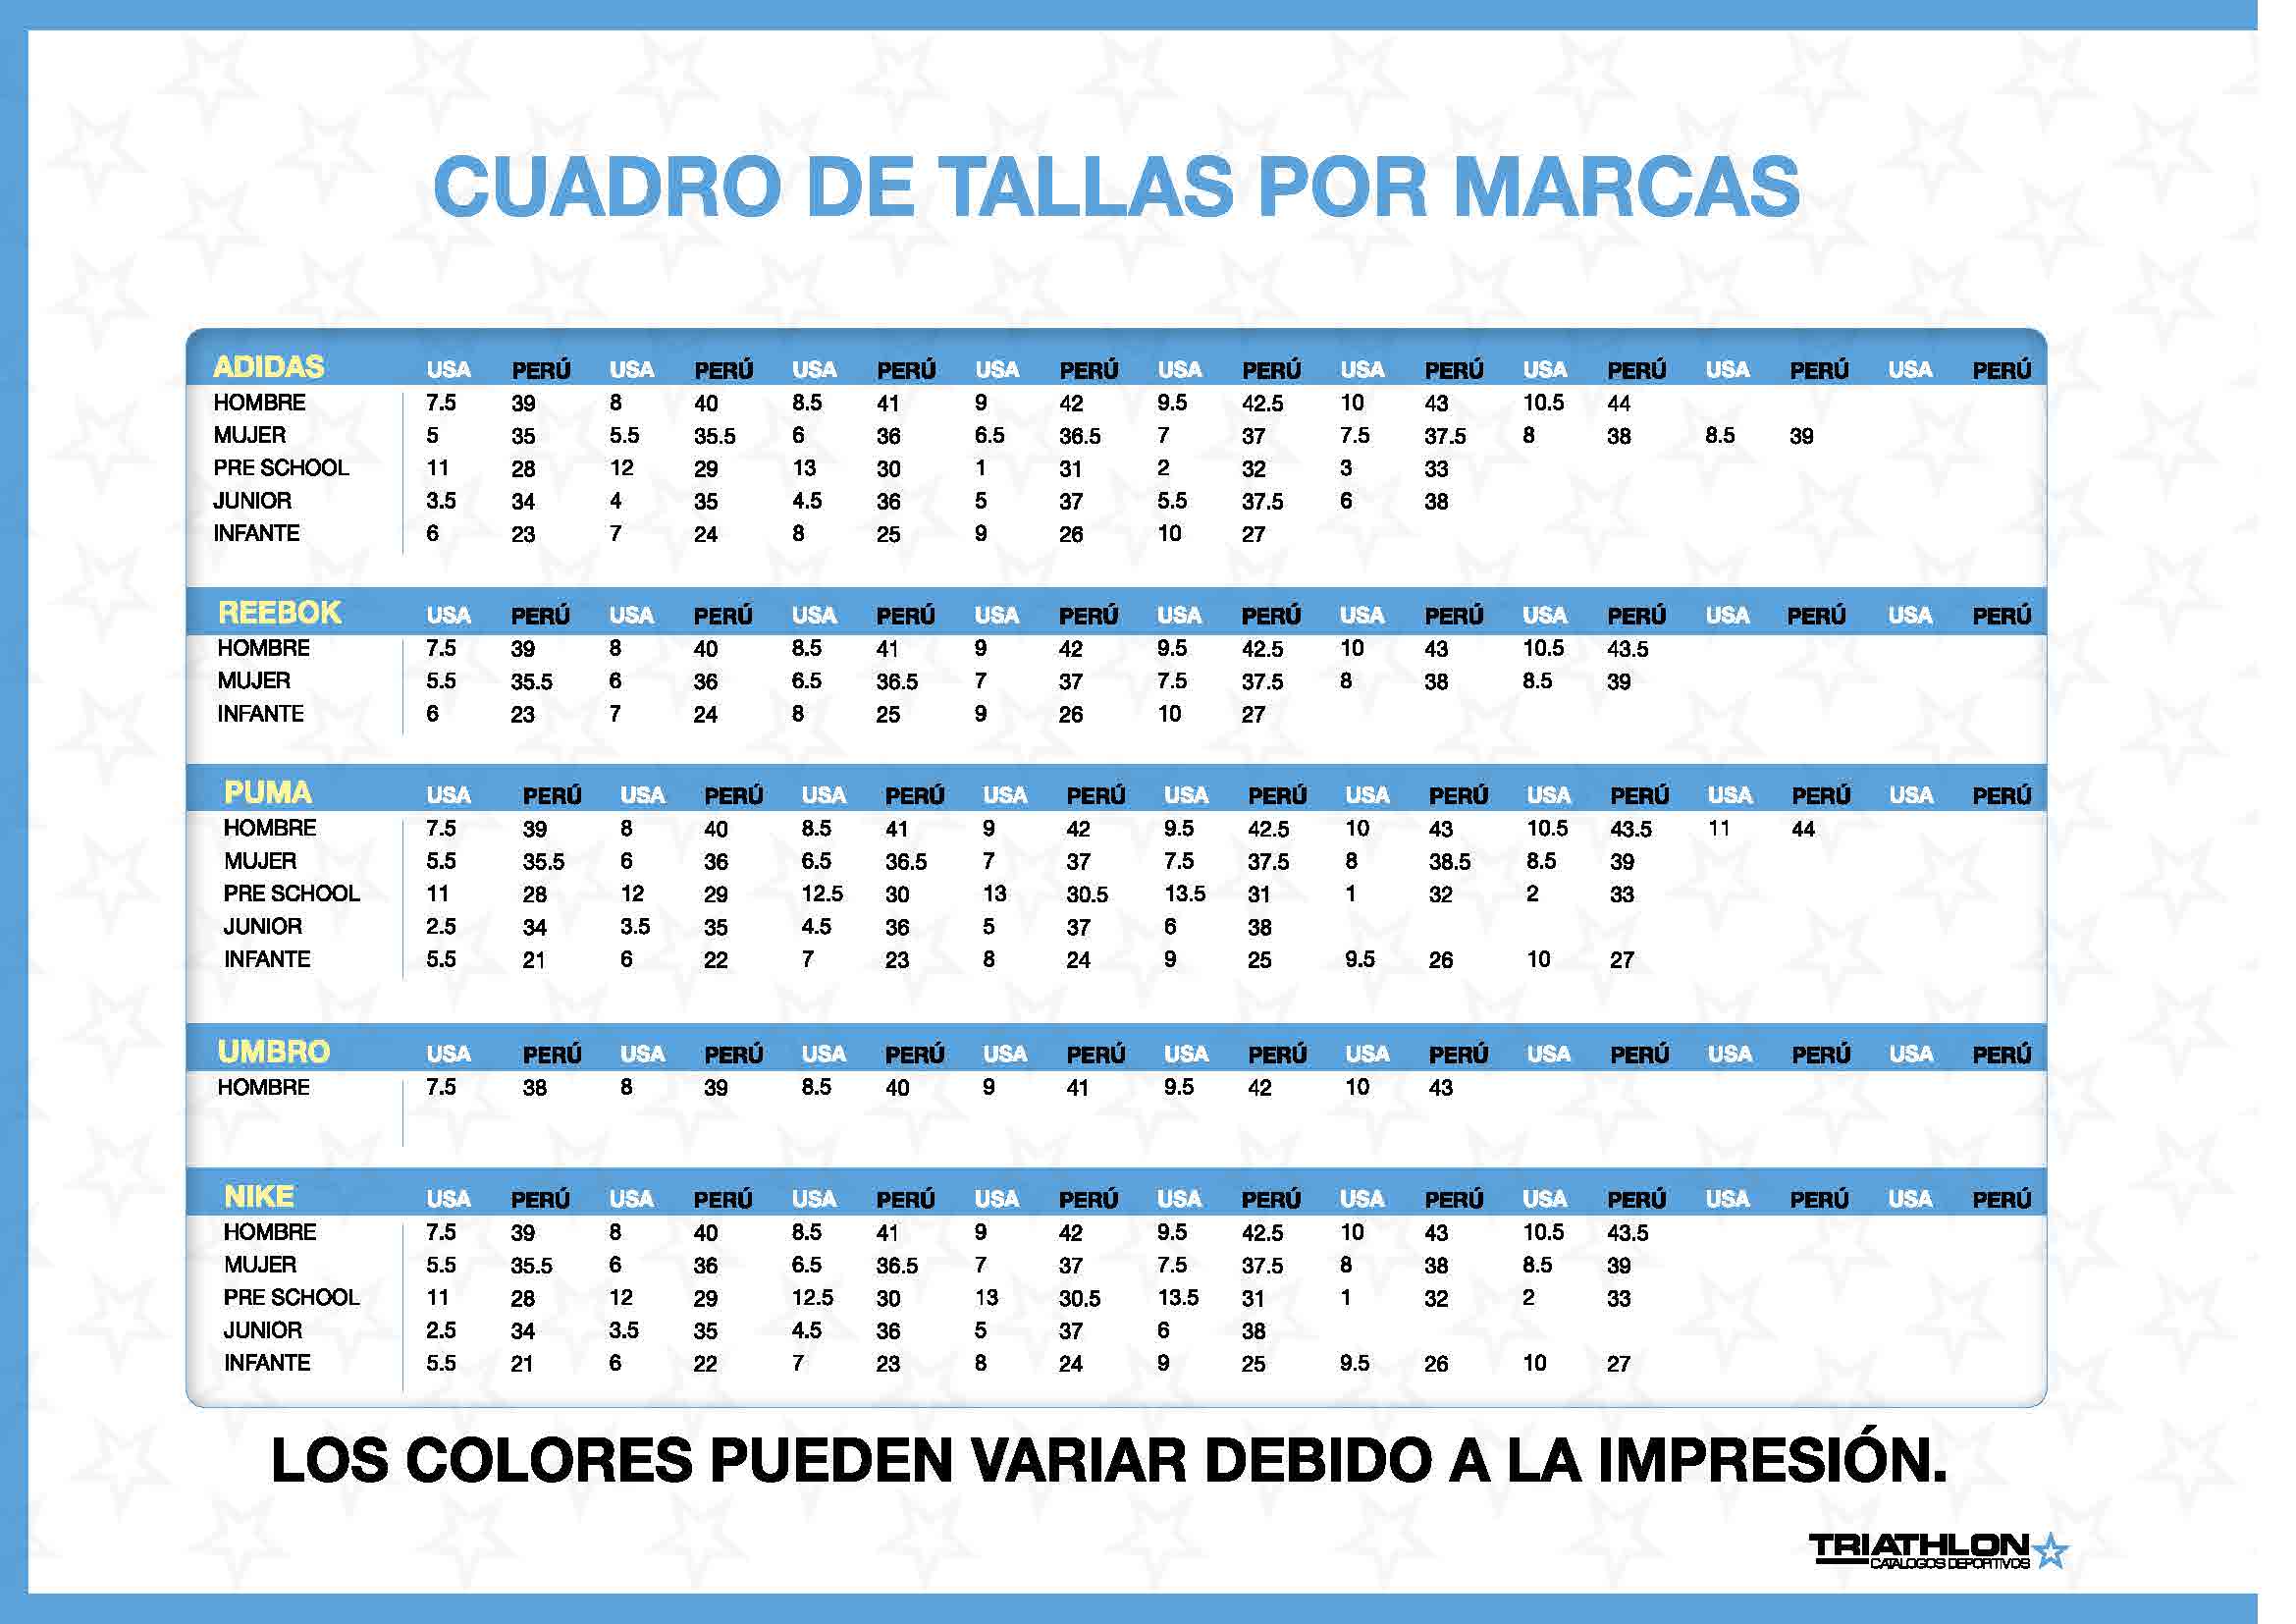 CUADRO DE TALLAS POR MARCAS
ADIDAS USA PERÚ USA PERÚ USA PERÚ USA PERÚ USA PERÚ USA PERÚ USA PERÚ USA PERÚ USA PERÚ
HOMBRE 7.5 39 8 40 8.5 41 9 42 9.5 42.5 10 43 10.5 44
MUJER 5 35 5.5 35.5 6 36 6.5 36.5 7 37 7.5 37.5 8 38 8.5 39
PRE SCHOOL 11 28 12 29 13 30 1 31 2 32 3 33
JUNIOR 3.5 34 4 35 4.5 36 5 37 5.5 37.5 6 38
INFANTE 6 23 7 24 8 25 9 26 10 27
REEBOK USA PERÚ USA PERÚ USA PERÚ USA PERÚ USA PERÚ USA PERÚ USA PERÚ USA PERÚ USA PERÚ
HOMBRE 7.5 39 8 40 8.5 41 9 42 9.5 42.5 10 43 10.5 43.5
MUJER 5.5 35.5 6 36 6.5 36.5 7 37 7.5 37.5 8 38 8.5 39
INFANTE 6 23 7 24 8 25 9 26 10 27
PUMA USA PERÚ USA PERÚ USA PERÚ USA PERÚ USA PERÚ USA PERÚ USA PERÚ USA PERÚ USA PERÚ
HOMBRE 7.5 39 8 40 8.5 41 9 42 9.5 42.5 10 43 10.5 43.5 11 44
MUJER 5.5 35.5 6 36 6.5 36.5 7 37 7.5 37.5 8 38.5 8.5 39
PRE SCHOOL 11 28 12 29 12.5 30 13 30.5 13.5 31 1 32 2 33
JUNIOR 2.5 34 3.5 35 4.5 36 5 37 6 38
INFANTE 5.5 21 6 22 7 23 8 24 9 25 9.5 26 10 27
UMBRO USA PERÚ USA PERÚ USA PERÚ USA PERÚ USA PERÚ USA PERÚ USA PERÚ USA PERÚ USA PERÚ
HOMBRE 7.5 38 8 39 8.5 40 9 41 9.5 42 10 43
NIKE USA PERÚ USA PERÚ USA PERÚ USA PERÚ USA PERÚ USA PERÚ USA PERÚ USA PERÚ USA PERÚ
HOMBRE 7.5 39 8 40 8.5 41 9 42 9.5 42.5 10 43 10.5 43.5
MUJER 5.5 35.5 6 36 6.5 36.5 7 37 7.5 37.5 8 38 8.5 39
PRE SCHOOL 11 28 12 29 12.5 30 13 30.5 13.5 31 1 32 2 33
JUNIOR 2.5 34 3.5 35 4.5 36 5 37 6 38
INFANTE 5.5 21 6 22 7 23 8 24 9 25 9.5 26 10 27
LOS COLORES PUEDEN VARIAR DEBIDO A LA IMPRESIÓN.
TRIATHLON
CATALOGOS DEPORTIVOS